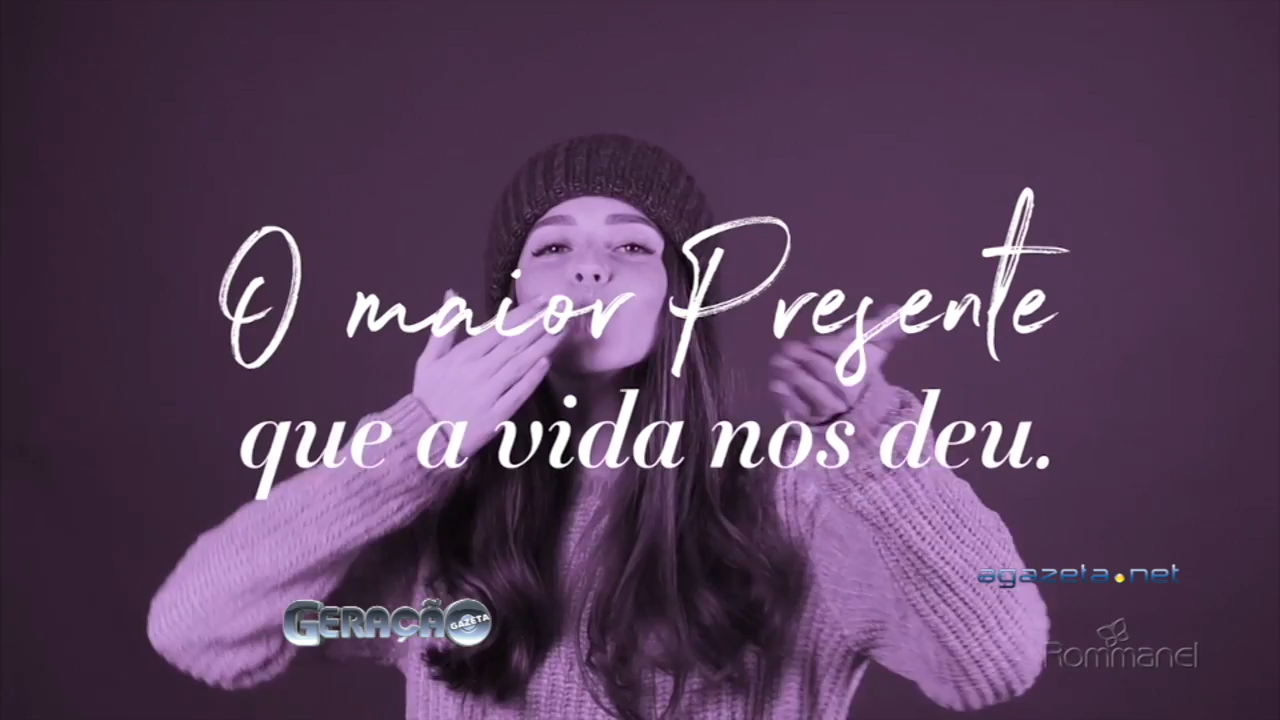 O maior Presente
que a vida nos deu.
agazeta.net
GERAÇÃO
GAZETA
Rommanel